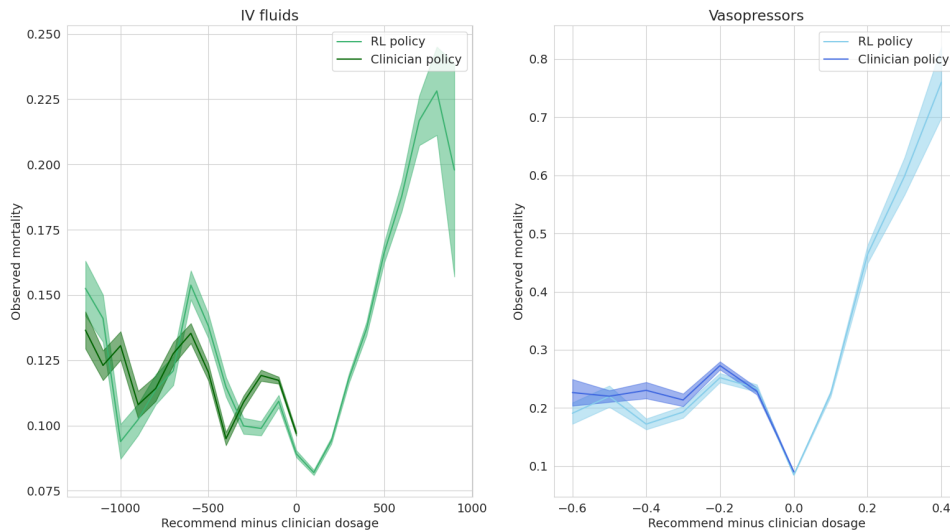 IV fluids
RL policy
Clinician policy
0.250
0.225
0.200
0.175
0.150
0.125
0.100
0.075
Observed mortality
−1000
−500
0
500
1000
Recommend minus clinician dosage
Vasopressors
RL policy
Clinician policy
0.8
0.7
0.6
0.5
0.4
0.3
0.2
0.1
Observed mortality
−0.6
−0.4
−0.2
0.0
0.2
0.4
Recommend minus clinician dosage